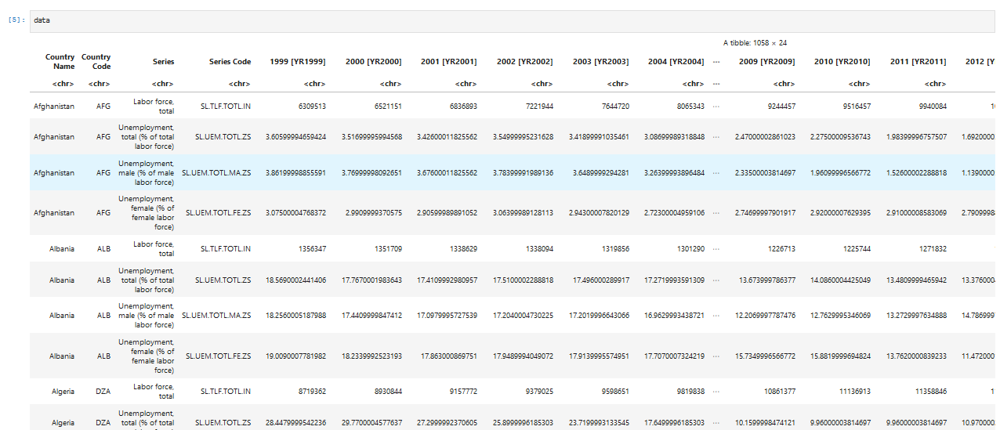 [5]: data
A tibble: 1058 × 24
Country Name Country Code Series Series Code 1999 [YR1999] 2000 [YR2000] 2001 [YR2001] 2002 [YR2002] 2003 [YR2003] 2004 [YR2004] ⋯ 2009 [YR2009] 2010 [YR2010] 2011 [YR2011] 2012 [Y
<chr> <chr> <chr> <chr> <chr> <chr> <chr> <chr> <chr> <chr> ⋯ <chr> <chr> <chr>
Afghanistan AFG Labor force, total SL.TLF.TOTL.IN 6309513 6521151 6836893 7221944 7644720 8065343 ⋯ 9244457 9516457 9940084 1
Afghanistan AFG Unemployment, total (% of total labor force) SL.UEM.TOTL.ZS 3.60599994659424 3.51699995994568 3.42600011825562 3.54999995231628 3.41899991035461 3.08699989318848 ⋯ 2.47000002861023 2.27500009536743 1.98399996757507 1.6920000
Afghanistan AFG Unemployment, male (% of male labor force) SL.UEM.TOTL.MA.ZS 3.86199998855591 3.76999998092651 3.67600011825562 3.78399991989136 3.6489999294281 3.26399993896484 ⋯ 2.33500003814697 1.96099996566772 1.52600002288818 1.1390000
Afghanistan AFG Unemployment, female (% of female labor force) SL.UEM.TOTL.FE.ZS 3.07500004768372 2.9909999370575 2.90599989891052 3.06399989128113 2.94300007820129 2.72300004959106 ⋯ 2.74699997901917 2.92000007629395 2.91000008583069 2.7909998
Albania ALB Labor force, total SL.TLF.TOTL.IN 1356347 1351709 1338629 1338094 1319856 1301290 ⋯ 1226713 1225744 1271832
Albania ALB Unemployment, total (% of total labor force) SL.UEM.TOTL.ZS 18.5690002441406 17.7670001983643 17.4109992980957 17.5100002288818 17.496000289917 17.2719993591309 ⋯ 13.673999786377 14.0860004425049 13.4809999465942 13.376000
Albania ALB Unemployment, male (% of male labor force) SL.UEM.TOTL.MA.ZS 18.2560005187988 17.4409999847412 17.0979995727539 17.2040004730225 17.2019996643066 16.9629993438721 ⋯ 12.2069997787476 12.7629995346069 13.2729997634888 14.786999
Albania ALB Unemployment, female (% of female labor force) SL.UEM.TOTL.FE.ZS 19.0090007781982 18.2339992523193 17.863000869751 17.9489994049072 17.9139995574951 17.7070007324219 ⋯ 15.7349996566772 15.8819999694824 13.7620000839233 11.472000
Algeria DZA Labor force, total SL.TLF.TOTL.IN 8719362 8930844 9157772 9379025 9598651 9819838 ⋯ 10861377 11136913 11358846 1
Algeria DZA Unemployment, total (% of total SL.UEM.TOTL.ZS 28.4479999542236 29.7700004577637 27.2999992370605 25.8999996185303 23.7199993133545 17.6499996185303 ⋯ 10.1599998474121 9.96000003814697 9.96000003814697 10.970000